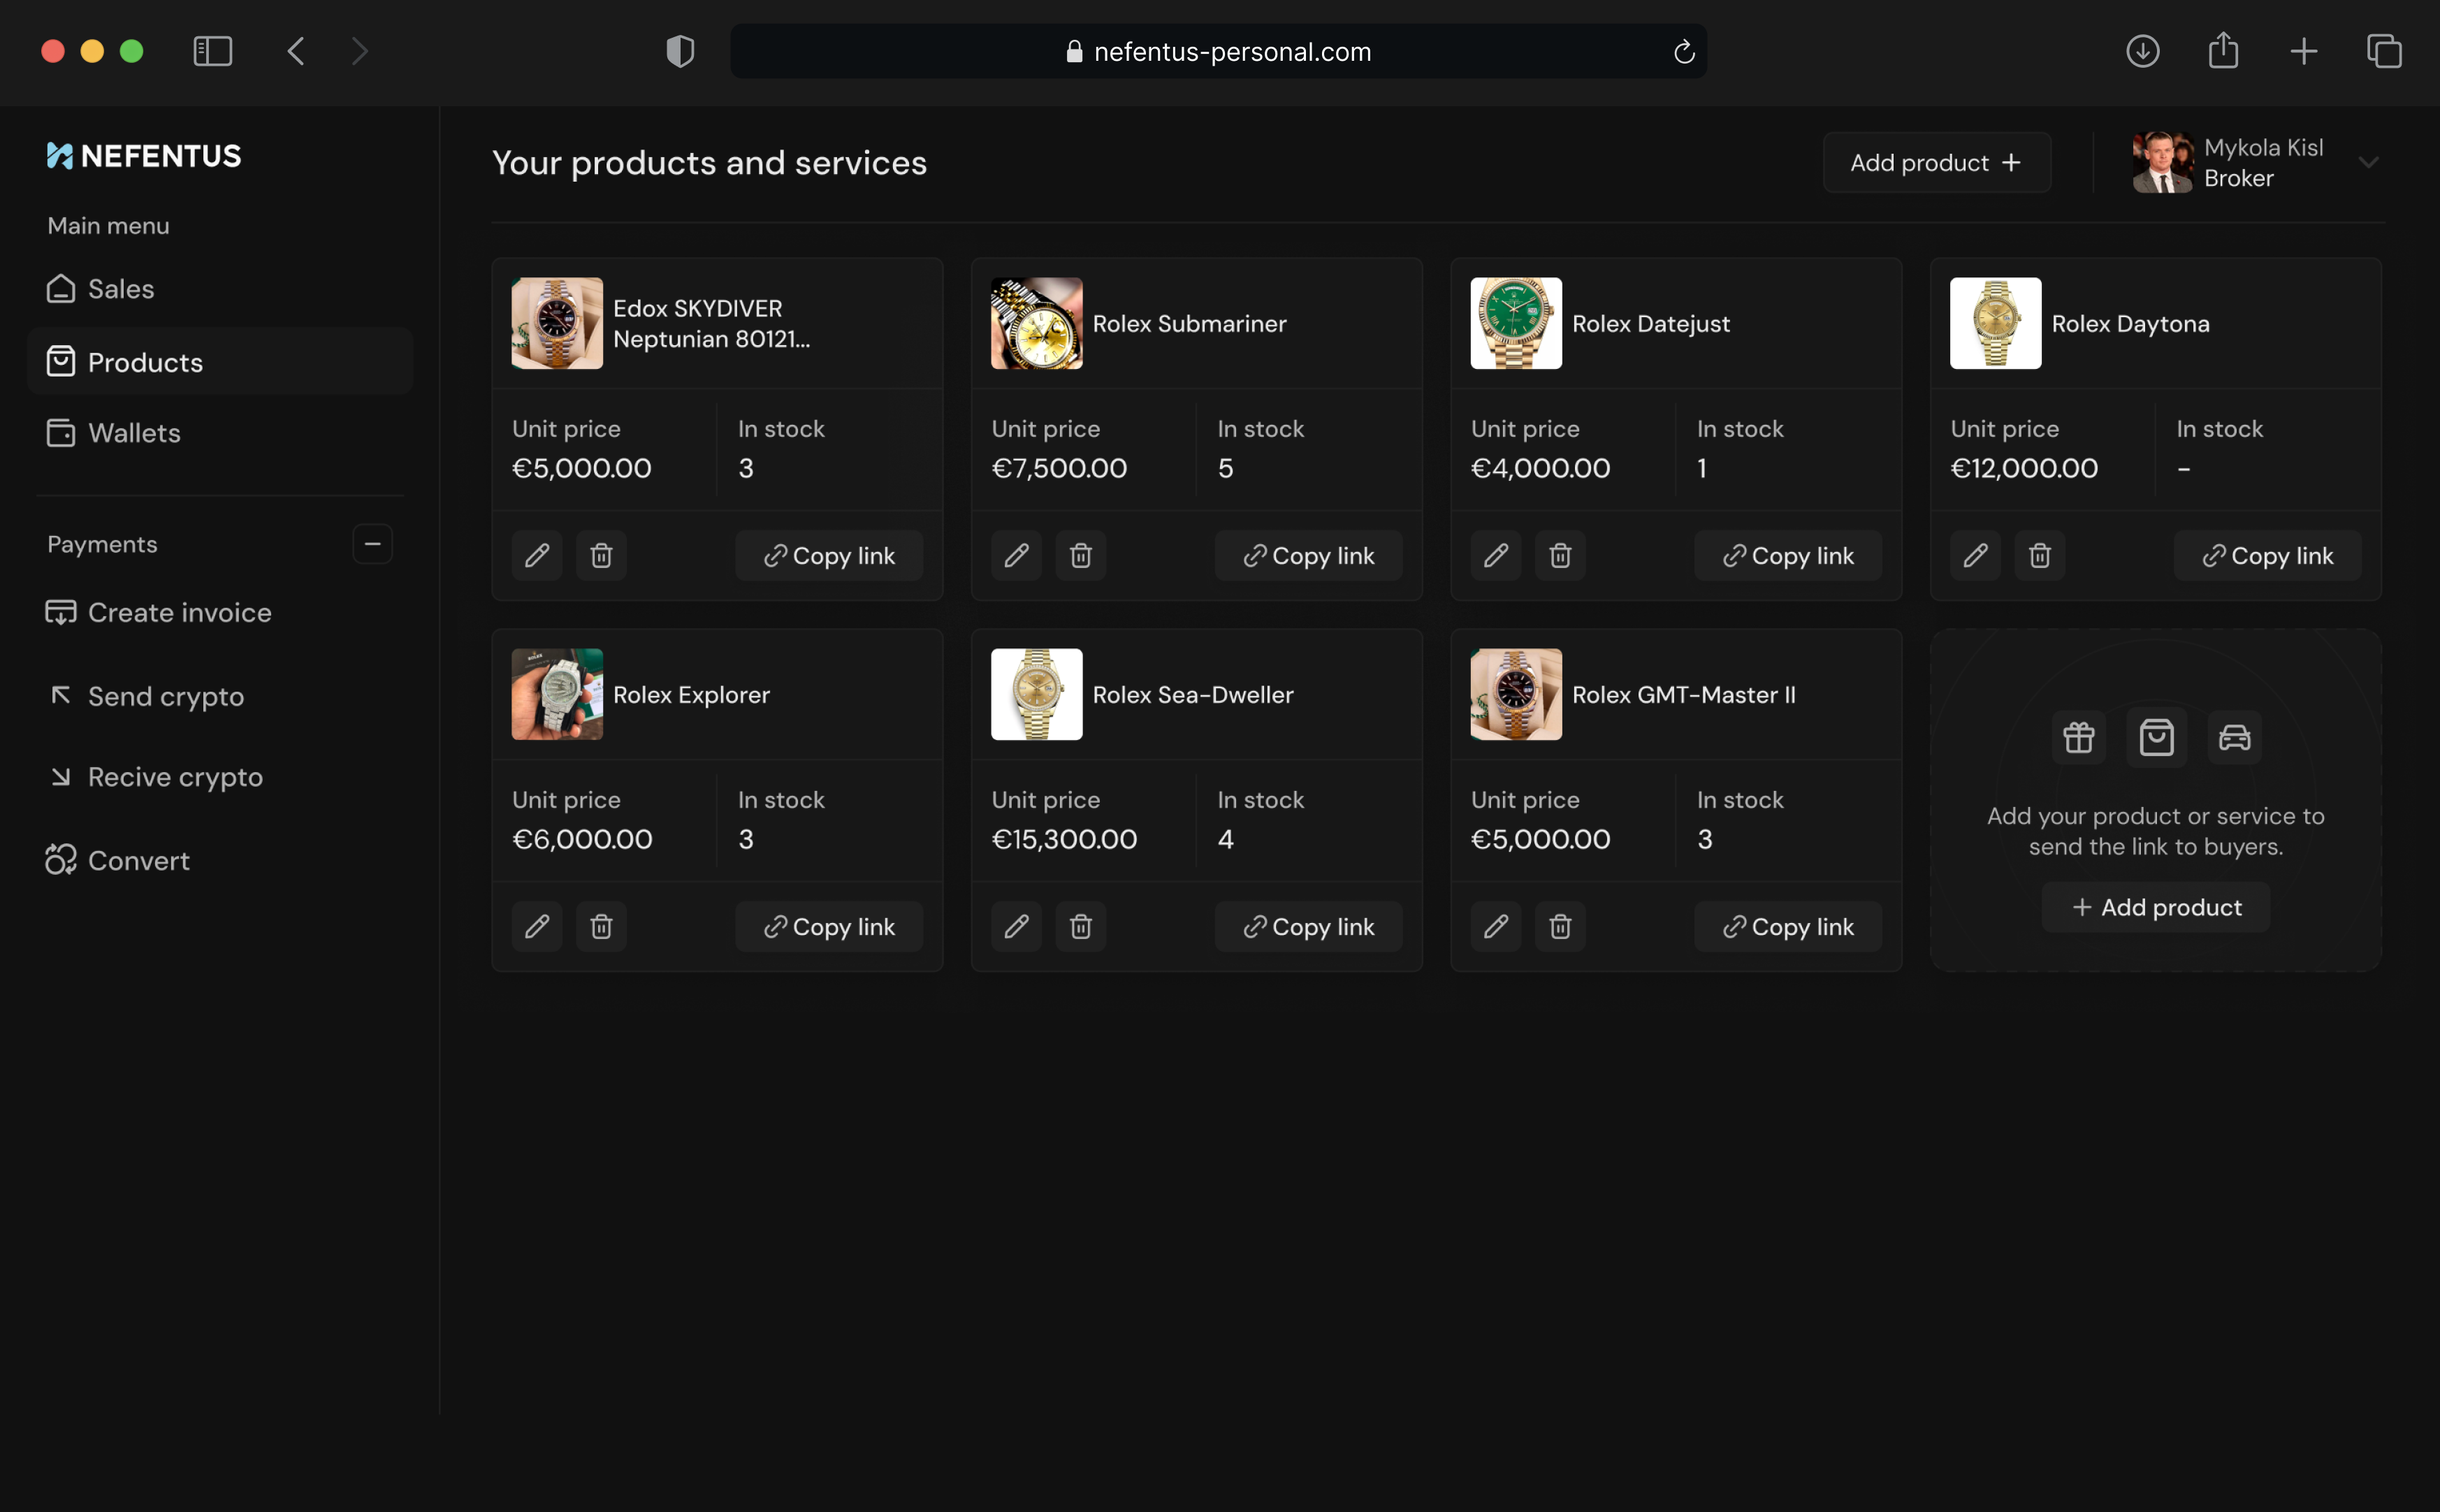 nefentus-personal.com
NEFENTUS
Main menu
Sales
Products
Wallets
Payments
Create invoice
Send crypto
Recive crypto
Convert
Your products and services
Add product +
Mykola Kisl
Broker
Edox SKYDIVER
Neptunian 80121...
Unit price
€5,000.00
In stock
3
Copy link
Rolex Submariner
Unit price
€7,500.00
In stock
5
Copy link
Rolex Datejust
Unit price
€4,000.00
In stock
1
Copy link
Rolex Daytona
Unit price
€12,000.00
In stock
-
Copy link
Rolex Explorer
Unit price
€6,000.00
In stock
3
Copy link
Rolex Sea-Dweller
Unit price
€15,300.00
In stock
4
Copy link
Rolex GMT-Master II
Unit price
€5,000.00
In stock
3
Copy link
Add your product or service to
send the link to buyers.
+ Add product